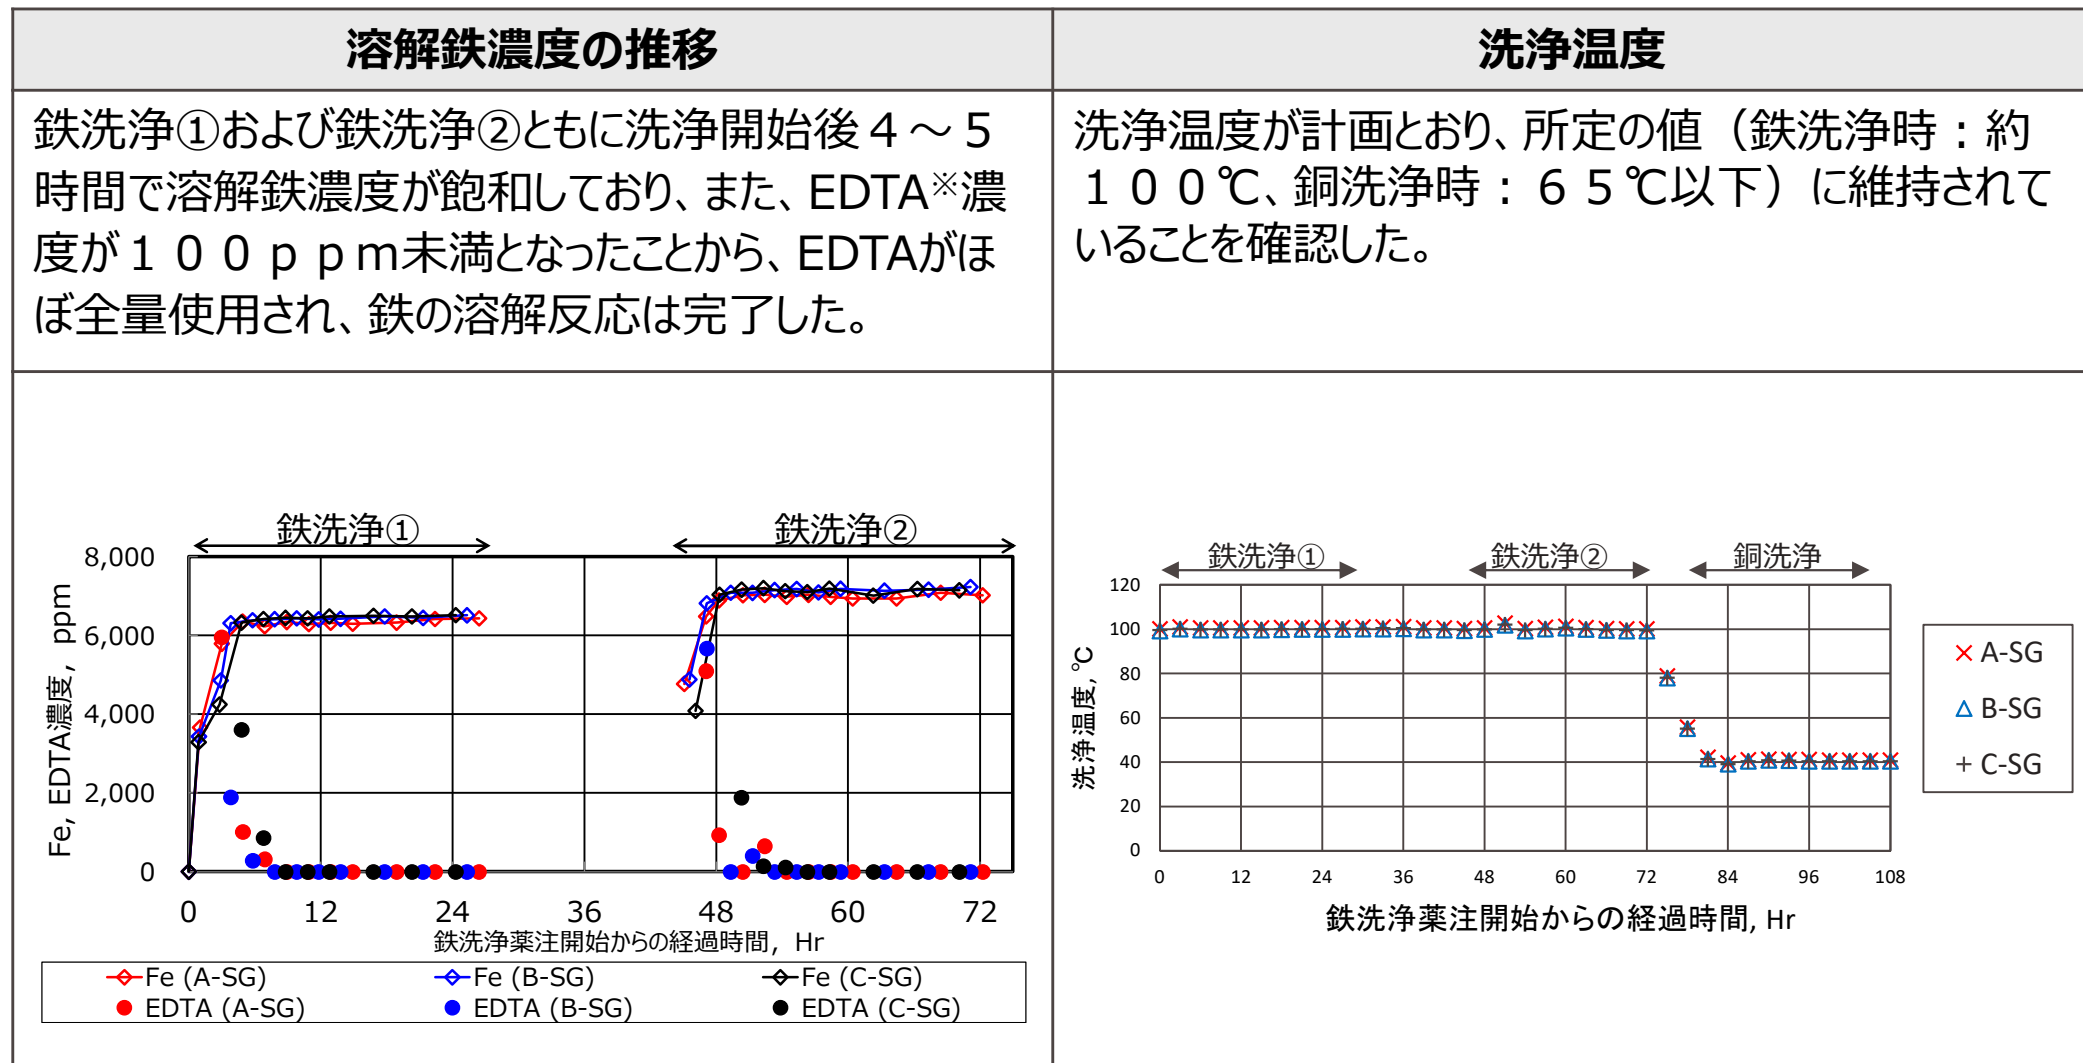 溶解鉄濃度の推移
洗浄温度
鉄洗浄①および鉄洗浄②ともに洗浄開始後４～５
時間で溶解鉄濃度が飽和しており、また、EDTA※濃
度が１００ｐｐｍ未満となったことから、EDTAがほ
ぼ全量使用され、鉄の溶解反応は完了した。
洗浄温度が計画とおり、所定の値（鉄洗浄時：約
１００℃、銅洗浄時：６５℃以下）に維持されて
いることを確認した。
鉄洗浄①
鉄洗浄②
Fe, EDTA濃度, ppm
8,000
6,000
4,000
2,000
0
0 12 24 36 48 60 72
鉄洗浄薬注開始からの経過時間, Hr
Fe (A-SG) Fe (B-SG) Fe (C-SG)
EDTA (A-SG) EDTA (B-SG) EDTA (C-SG)
鉄洗浄① 鉄洗浄② 銅洗浄
洗浄温度, ℃
120
100
80
60
40
20
0
0 12 24 36 48 60 72 84 96 108
鉄洗浄薬注開始からの経過時間, Hr
A-SG
B-SG
C-SG